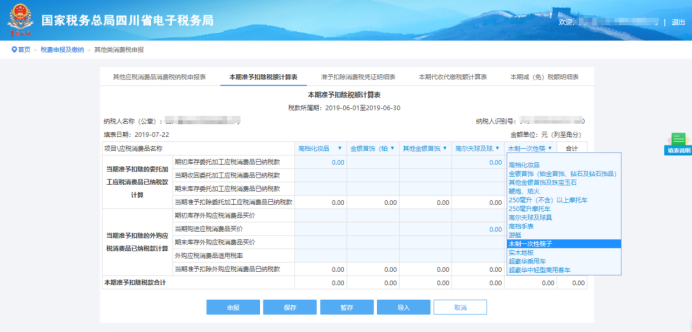 国家税务总局四川省电子税务局
欢迎， | 退出
首页 > 税费申报及缴纳 > 其他类消费税申报
其他应税消费品消费税纳税申报表 本期准予扣除税额计算表 准予扣除消费税凭证明细表 本期代收代缴税额计算表 本期减（免）税额明细表
本期准予扣除税额计算表
税款所属期：2019-06-01至2019-06-30
纳税人名称（公章）： 纳税人识别号：
填表日期：2019-07-22 金额单位：元（列至角分）
项目\应税消费品名称 高档化妆品 金银首饰（铂 其他金银首饰 高尔夫球及球. 木制一次性筷 合计
当期准予扣除的委托加工应税消费品已纳税款计算
期初库存委托加工应税消费品已纳税款 0.00 0.00
当期收回委托加工应税消费品已纳税款
期末库存委托加工应税消费品已纳税款
当期准予扣除委托加工应税消费品已纳税款 0.00 0.00 0.00 0.00
当期准予扣除的外购应税消费品已纳税款计算
期初库存外购应税消费品买价
当期购进应税消费品买价 0.00
期末库存外购应税消费品买价
外购应税消费品适用税率
当期准予扣除外购应税消费品已纳税款 0.00 0.00 0.00 0.00
本期准予扣除税款合计 0.00 0.00 0.00 0.00 0.00 0.00
高档化妆品
金银首饰（铂金首饰、钻石及钻石饰品）
其他金银首饰及珠宝玉石
鞭炮、焰火
250毫升（不含）以上摩托车
250毫升摩托车
高尔夫球及球具
高档手表
游艇
木制一次性筷子
实木地板
超豪华乘用车
超豪华中轻型商用客车
填表说明
申报 保存 暂存 导入 取消